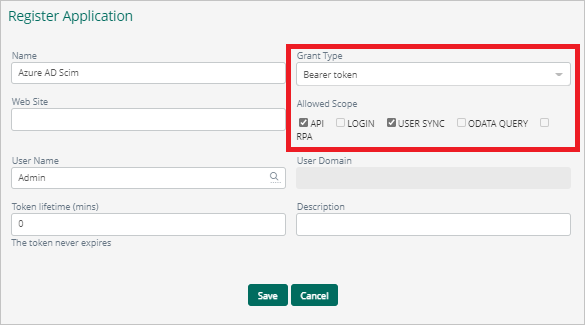 Register Application
Name
Azure AD Scim
Grant Type
Bearer token
Web Site
Allowed Scope
API LOGIN USER SYNC ODATA QUERY
RPA
User Name
Admin
User Domain
Token lifetime (mins)
0
The token never expires
Description
Save Cancel